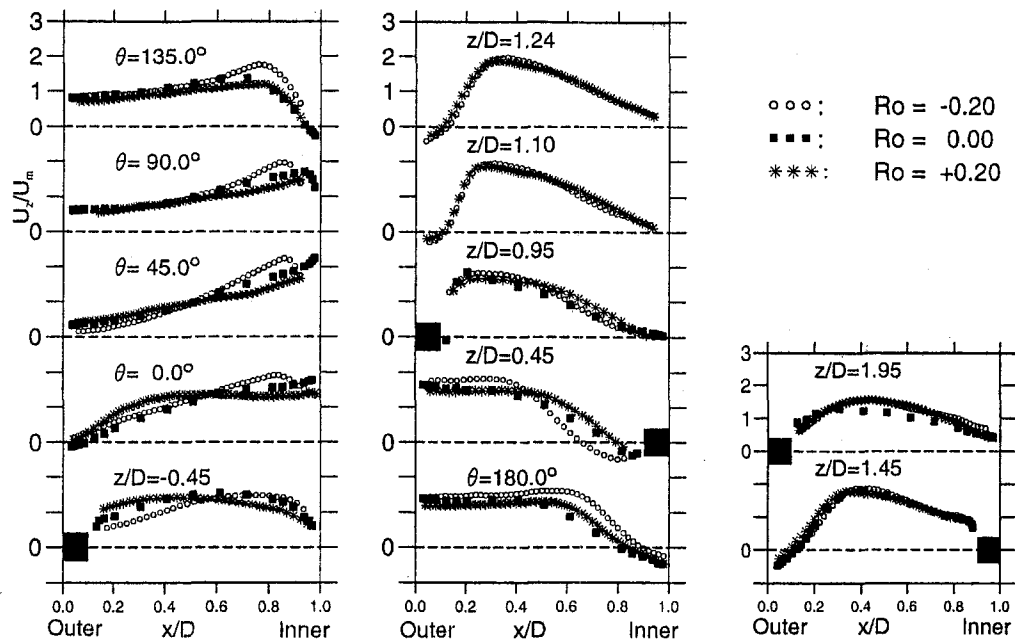 3
2
1
0
0
0
0
0
U_z/U_m
θ=135.0°
θ= 90.0°
θ= 45.0°
θ= 0.0°
z/D=-0.45
0.0 0.2 0.4 0.6 0.8 1.0
Outer x/D Inner
3
2
1
0
0
0
0
0
z/D=1.24
z/D=1.10
z/D=0.95
z/D=0.45
θ=180.0°
0.0 0.2 0.4 0.6 0.8 1.0
Outer x/D Inner
○○○: Ro = -0.20
■■■: Ro = 0.00
✳✳✳: Ro = +0.20
3
2
1
0
0
z/D=1.95
z/D=1.45
0.0 0.2 0.4 0.6 0.8 1.0
Outer x/D Inner